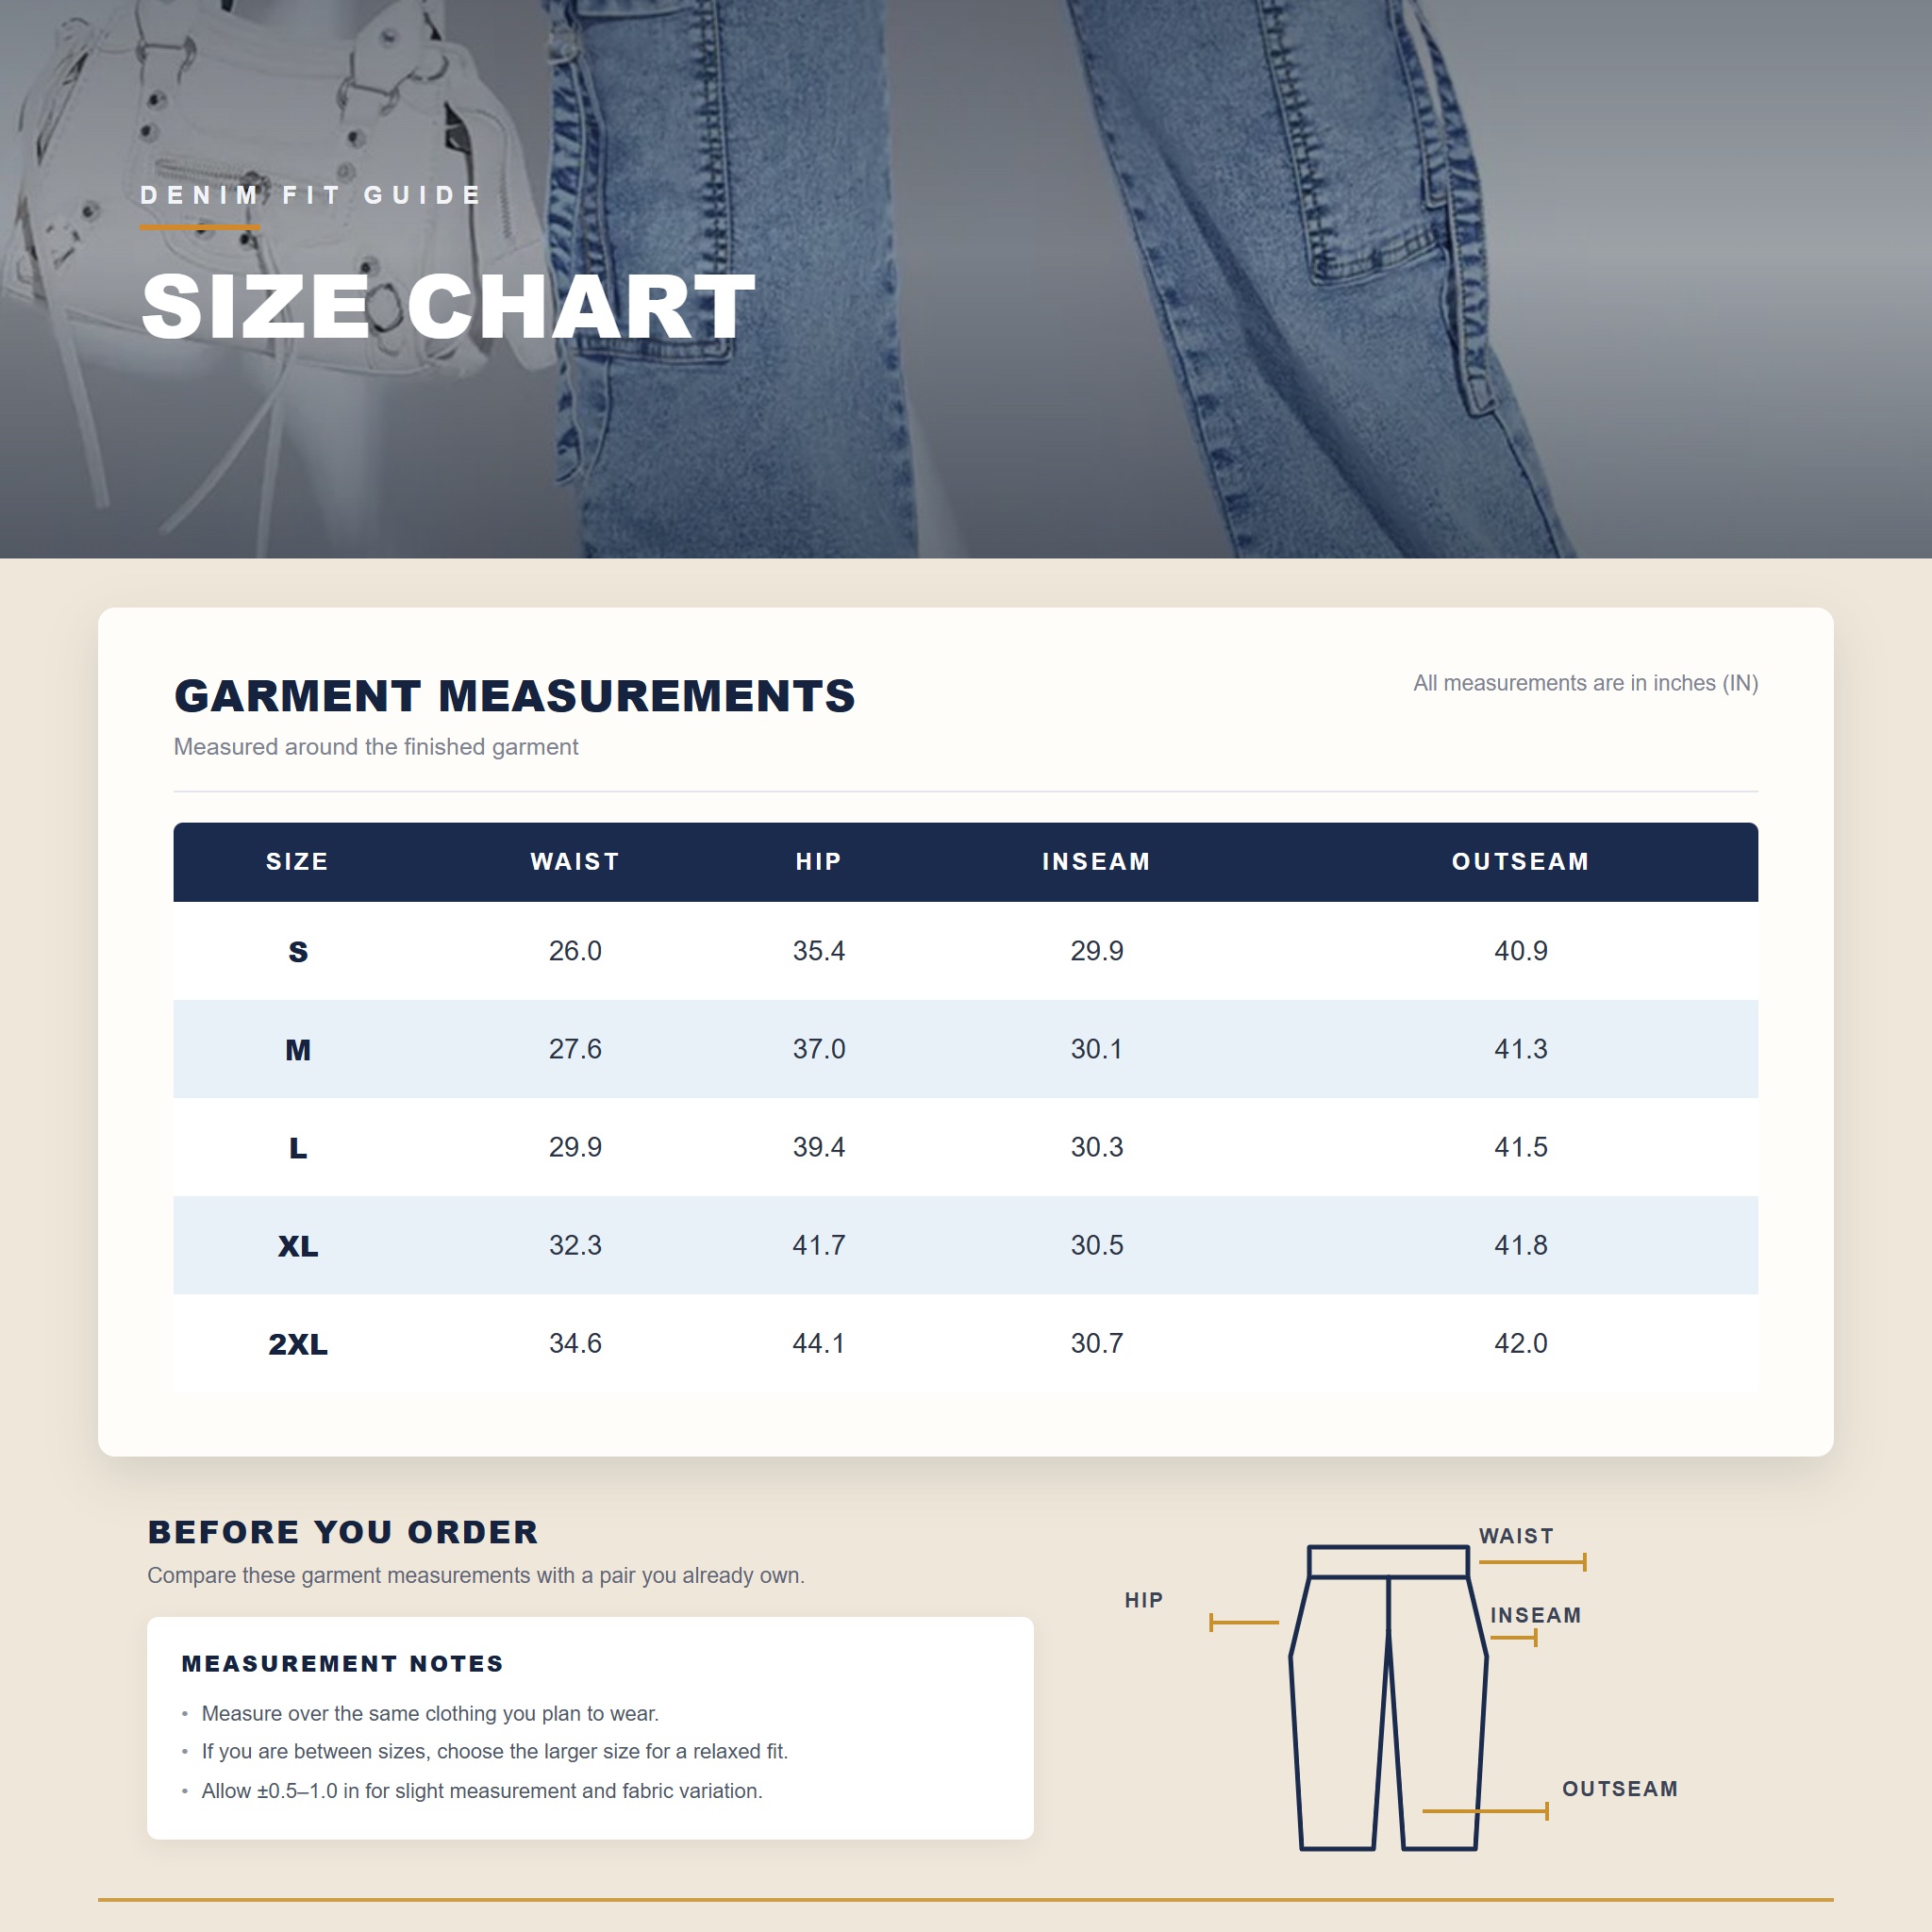 DENIM FIT GUIDE
SIZE CHART
GARMENT MEASUREMENTS
All measurements are in inches (IN)
Measured around the finished garment
SIZE WAIST HIP INSEAM OUTSEAM
S 26.0 35.4 29.9 40.9
M 27.6 37.0 30.1 41.3
L 29.9 39.4 30.3 41.5
XL 32.3 41.7 30.5 41.8
2XL 34.6 44.1 30.7 42.0
BEFORE YOU ORDER
Compare these garment measurements with a pair you already own.
MEASUREMENT NOTES
• Measure over the same clothing you plan to wear.
• If you are between sizes, choose the larger size for a relaxed fit.
• Allow ±0.5–1.0 in for slight measurement and fabric variation.
WAIST
HIP
INSEAM
OUTSEAM